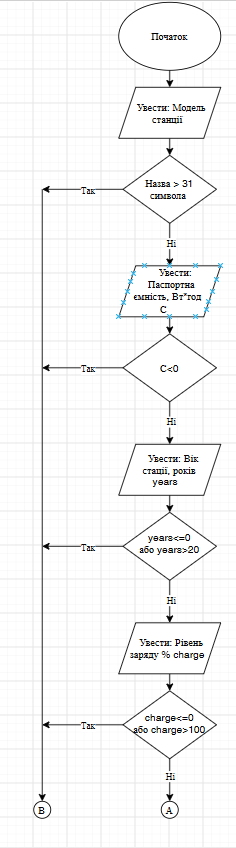 Початок
Увести: Модель
станції
Назва > 31
символа
Так
Ні
Увести:
Паспортна
ємність, Вт*год
C
C<0
Так
Ні
Увести: Вік
стації, років
years
years<=0
або years>20
Так
Ні
Увести: Рівень
заряду % charge
charge<=0
або charge>100
Так
Ні
B
A